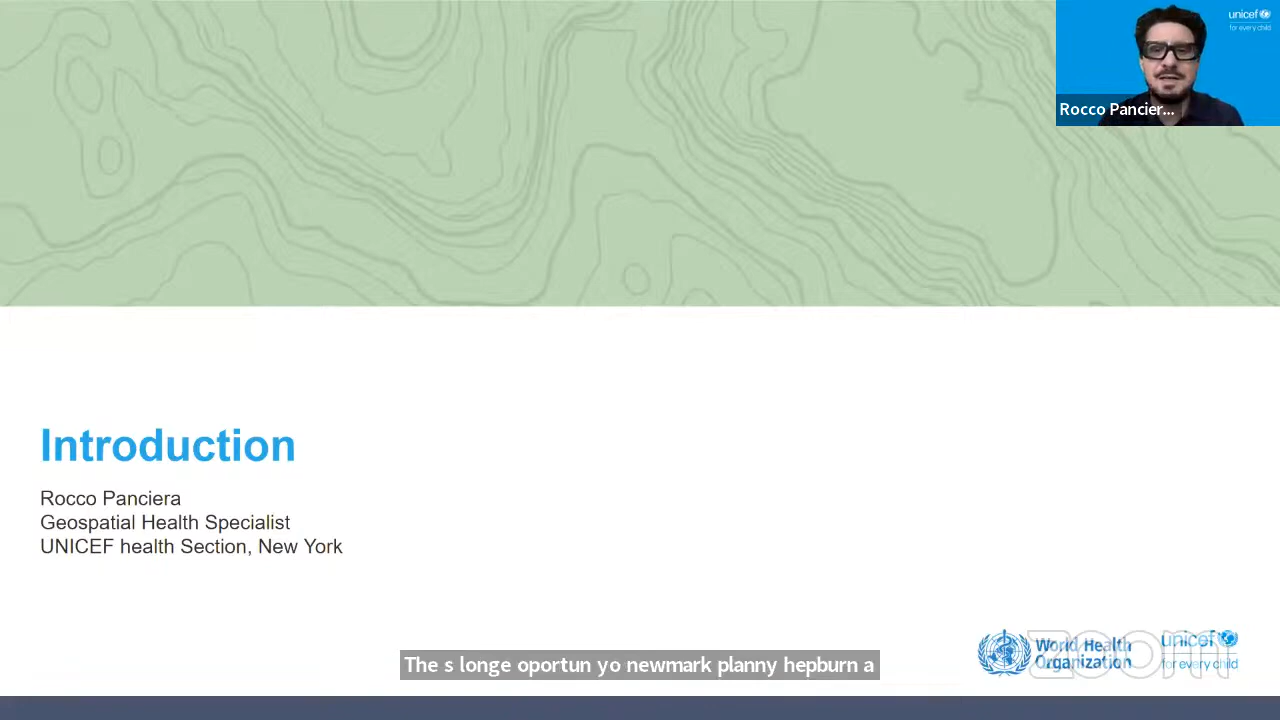 unicef
for every child
Rocco Pancier...
Introduction
Rocco Panciera
Geospatial Health Specialist
UNICEF health Section, New York
The s longe oportun yo newmark planny hepburn a
World Health
Organization
unicef
for every child
zoom